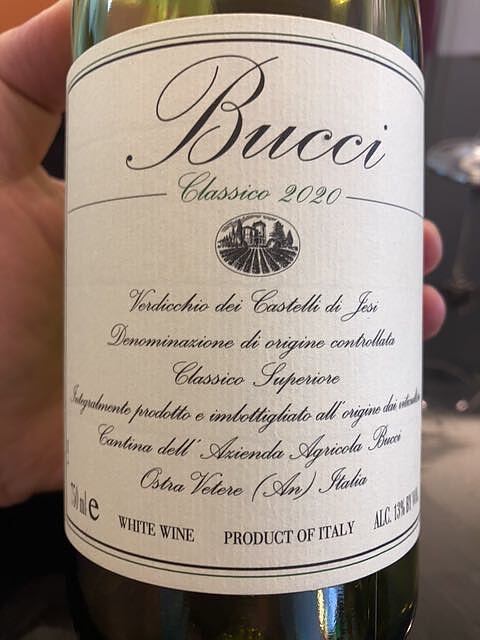 Bucci
Classico 2020
Verdicchio dei Castelli di Jesi
Denominazione di origine controllata
Classico Superiore
Integralmente prodotto e imbottigliato all'origine dai
Cantina dell' Azienda Agricola Bucci
Ostra Vetere (An) Italia
750 ml e
WHITE WINE
PRODUCT OF ITALY
ALC. 13% BY VOL.